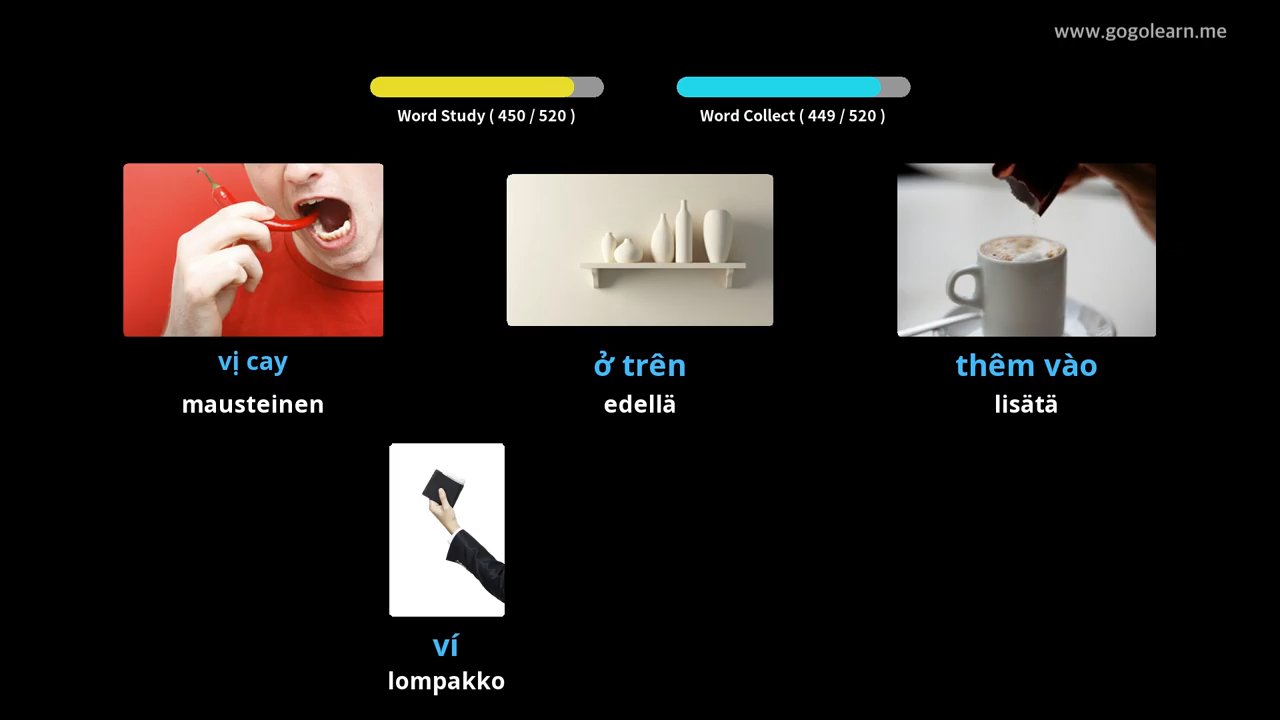 www.gogolearn.me
Word Study ( 450 / 520 )
Word Collect ( 449 / 520 )
vị cay
mausteinen
ở trên
edellä
thêm vào
lisätä
ví
lompakko